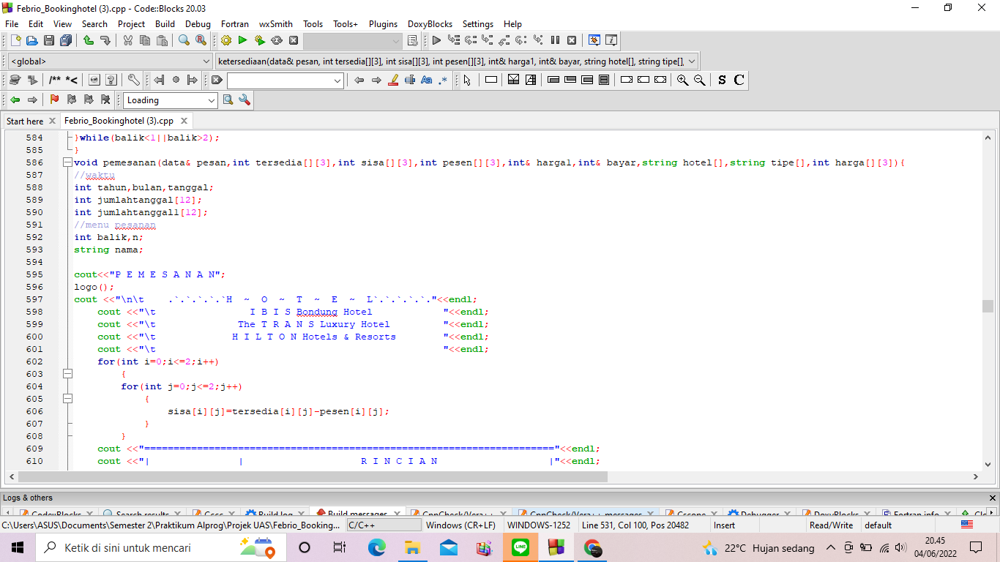 Febrio_Bookinghotel (3).cpp - Code::Blocks 20.03
File Edit View Search Project Build Debug Fortran wxSmith Tools Tools+ Plugins DoxyBlocks Settings Help
<global> ketersediaan(data& pesan, int tersedia[][3], int sisa[][3], int pesen[][3], int& harga1, int& bayar, string hotel[], string tipe[],
/** *<
Aa .* S C
Loading
Start here Febrio_Bookinghotel (3).cpp
584 }while(balik<1||balik>2);
585 }
586 void pemesanan(data& pesan,int tersedia[][3],int sisa[][3],int pesen[][3],int& harga1,int& bayar,string hotel[],string tipe[],int harga[][3]){
587 //waktu
588 int tahun,bulan,tanggal;
589 int jumlahtanggal[12];
590 int jumlahtanggal1[12];
591 //menu pesanan
592 int balik,n;
593 string nama;
594
595 cout<<"P E M E S A N A N";
596 logo();
597 cout <<"\n\t    .`.`.`.`.`H  ~  O  ~  T  ~  E  ~  L`.`.`.`.`."<<endl;
598 cout <<"\t                I B I S Bondung Hotel            "<<endl;
599 cout <<"\t              The T R A N S Luxury Hotel         "<<endl;
600 cout <<"\t             H I L T O N Hotels & Resorts        "<<endl;
601 cout <<"\t                                                 "<<endl;
602 for(int i=0;i<=2;i++)
603 {
604 for(int j=0;j<=2;j++)
605 {
606 sisa[i][j]=tersedia[i][j]-pesen[i][j];
607 }
608 }
609 cout <<"======================================================================"<<endl;
610 cout <<"|               |                    R I N C I A N                   |"<<endl;
Logs & others
Code::Blocks Search results Cccc Build log Build messages CppCheck/Vera++ CppCheck/Vera++ messages Cscope Debugger DoxyBlocks Fortran info Cl
C:\Users\ASUS\Documents\Semester 2\Praktikum Alprog\Projek UAS\Febrio_Booking... C/C++ Windows (CR+LF) WINDOWS-1252 Line 531, Col 100, Pos 20482 Insert Read/Write default
Ketik di sini untuk mencari LINE 22°C Hujan sedang 20.45
04/06/2022